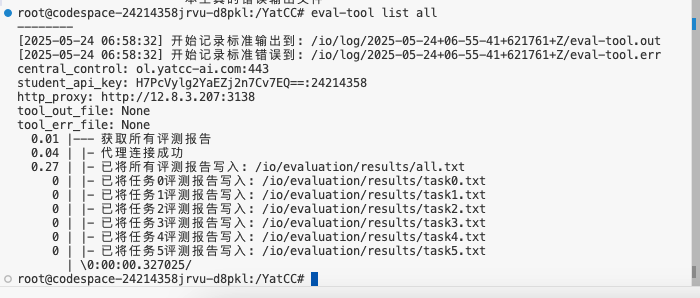 root@codespace-24214358jrvu-d8pkl:/YatCC# eval-tool list all
--------
[2025-05-24 06:58:32] 开始记录标准输出到: /io/log/2025-05-24+06-55-41+621761+Z/eval-tool.out
[2025-05-24 06:58:32] 开始记录标准错误到: /io/log/2025-05-24+06-55-41+621761+Z/eval-tool.err
central_control: ol.yatcc-ai.com:443
student_api_key: H7PcVylg2YaEZj2n7Cv7EQ==:24214358
http_proxy: http://12.8.3.207:3138
tool_out_file: None
tool_err_file: None
0.01 |--- 获取所有评测报告
0.04 | |- 代理连接成功
0.27 | |- 已将所有评测报告写入: /io/evaluation/results/all.txt
0 | |- 已将任务0评测报告写入: /io/evaluation/results/task0.txt
0 | |- 已将任务1评测报告写入: /io/evaluation/results/task1.txt
0 | |- 已将任务2评测报告写入: /io/evaluation/results/task2.txt
0 | |- 已将任务3评测报告写入: /io/evaluation/results/task3.txt
0 | |- 已将任务4评测报告写入: /io/evaluation/results/task4.txt
0 | |- 已将任务5评测报告写入: /io/evaluation/results/task5.txt
| \0:00:00.327025/
root@codespace-24214358jrvu-d8pkl:/YatCC#